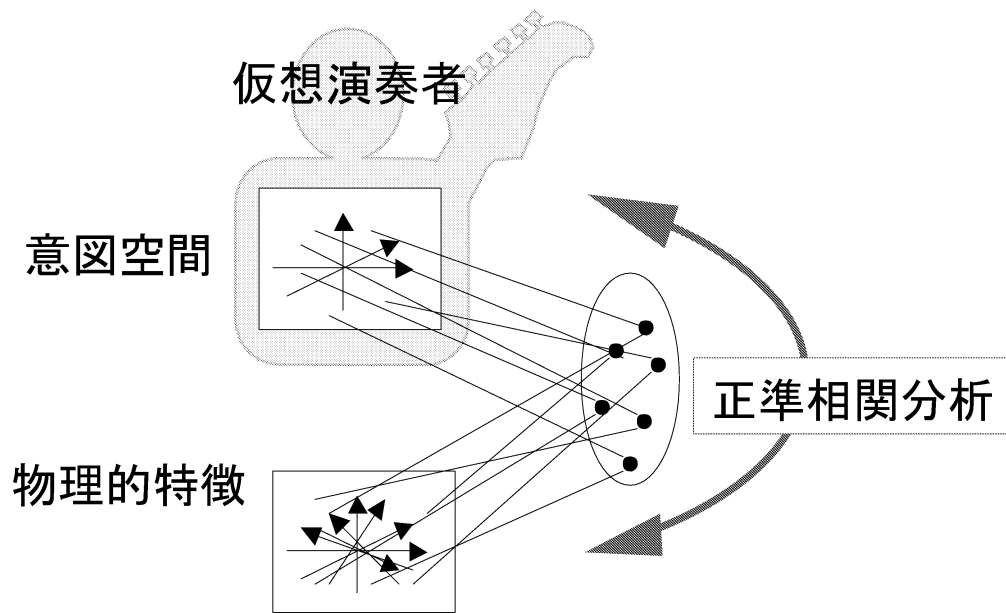 仮想演奏者
意図空間
正準相関分析
物理的特徴